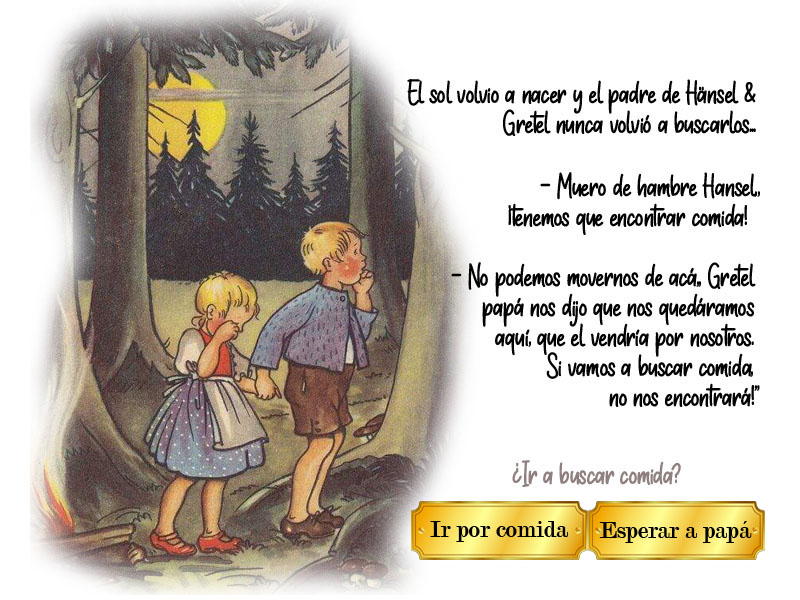 El sol volvio a nacer y el padre de Hänsel &
Gretel nunca volvió a buscarlos...
- Muero de hambre Hansel,
¡tenemos que encontrar comida!
- No podemos movernos de acá, Gretel
papá nos dijo que nos quedáramos
aquí, que el vendría por nosotros.
Si vamos a buscar comida,
no nos encontrará!"
¿Ir a buscar comida?
Ir por comida
Esperar a papá